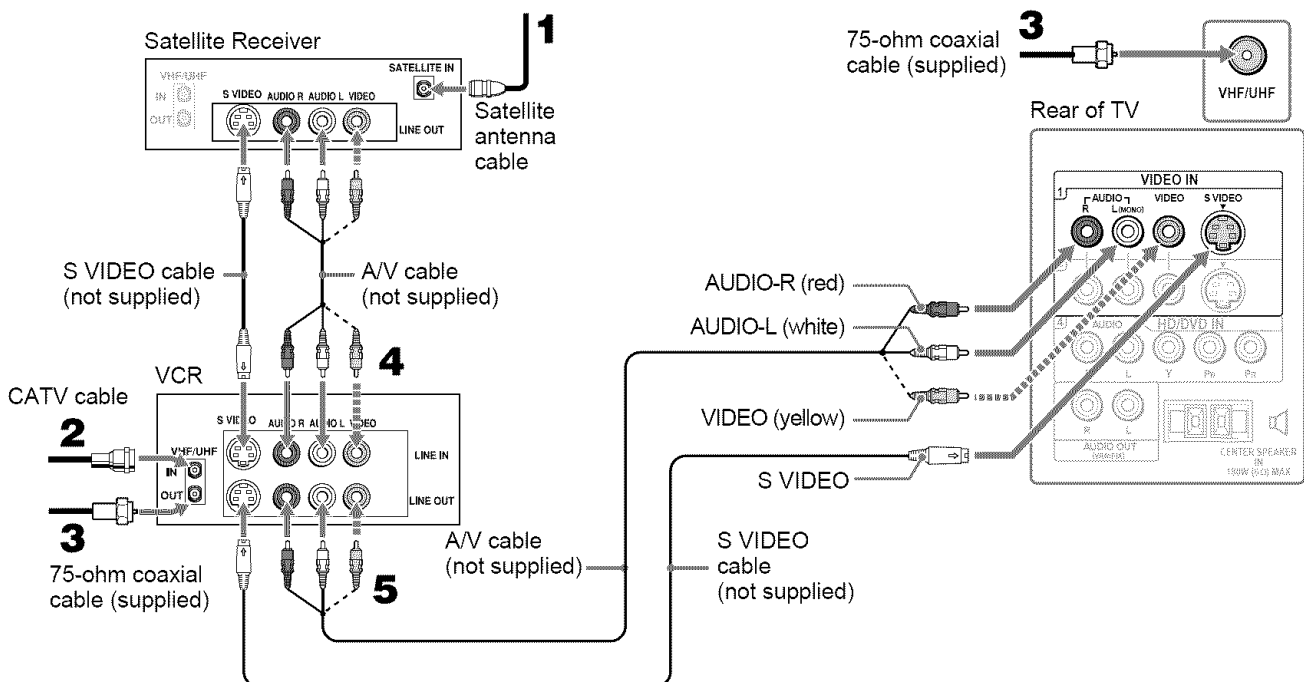 1
Satellite Receiver
VHF/UHF
IN
OUT
S VIDEO AUDIO R AUDIO L VIDEO
LINE OUT
SATELLITE IN
Satellite
antenna
cable
S VIDEO cable
(not supplied)
A/V cable
(not supplied)
4
VCR
CATV cable
2
VHF/UHF
IN
OUT
S VIDEO AUDIO R AUDIO L VIDEO
LINE IN
LINE OUT
3
75-ohm coaxial
cable (supplied)
5
A/V cable
(not supplied)
S VIDEO
cable
(not supplied)
AUDIO-R (red)
AUDIO-L (white)
VIDEO (yellow)
S VIDEO
3
75-ohm coaxial
cable (supplied)
VHF/UHF
Rear of TV
VIDEO IN
1
AUDIO
R
L (MONO)
VIDEO
S VIDEO
4
AUDIO
HD/DVD IN
L
Y
R
L
AUDIO OUT
(VAR/FIX)
CENTER SPEAKER
IN